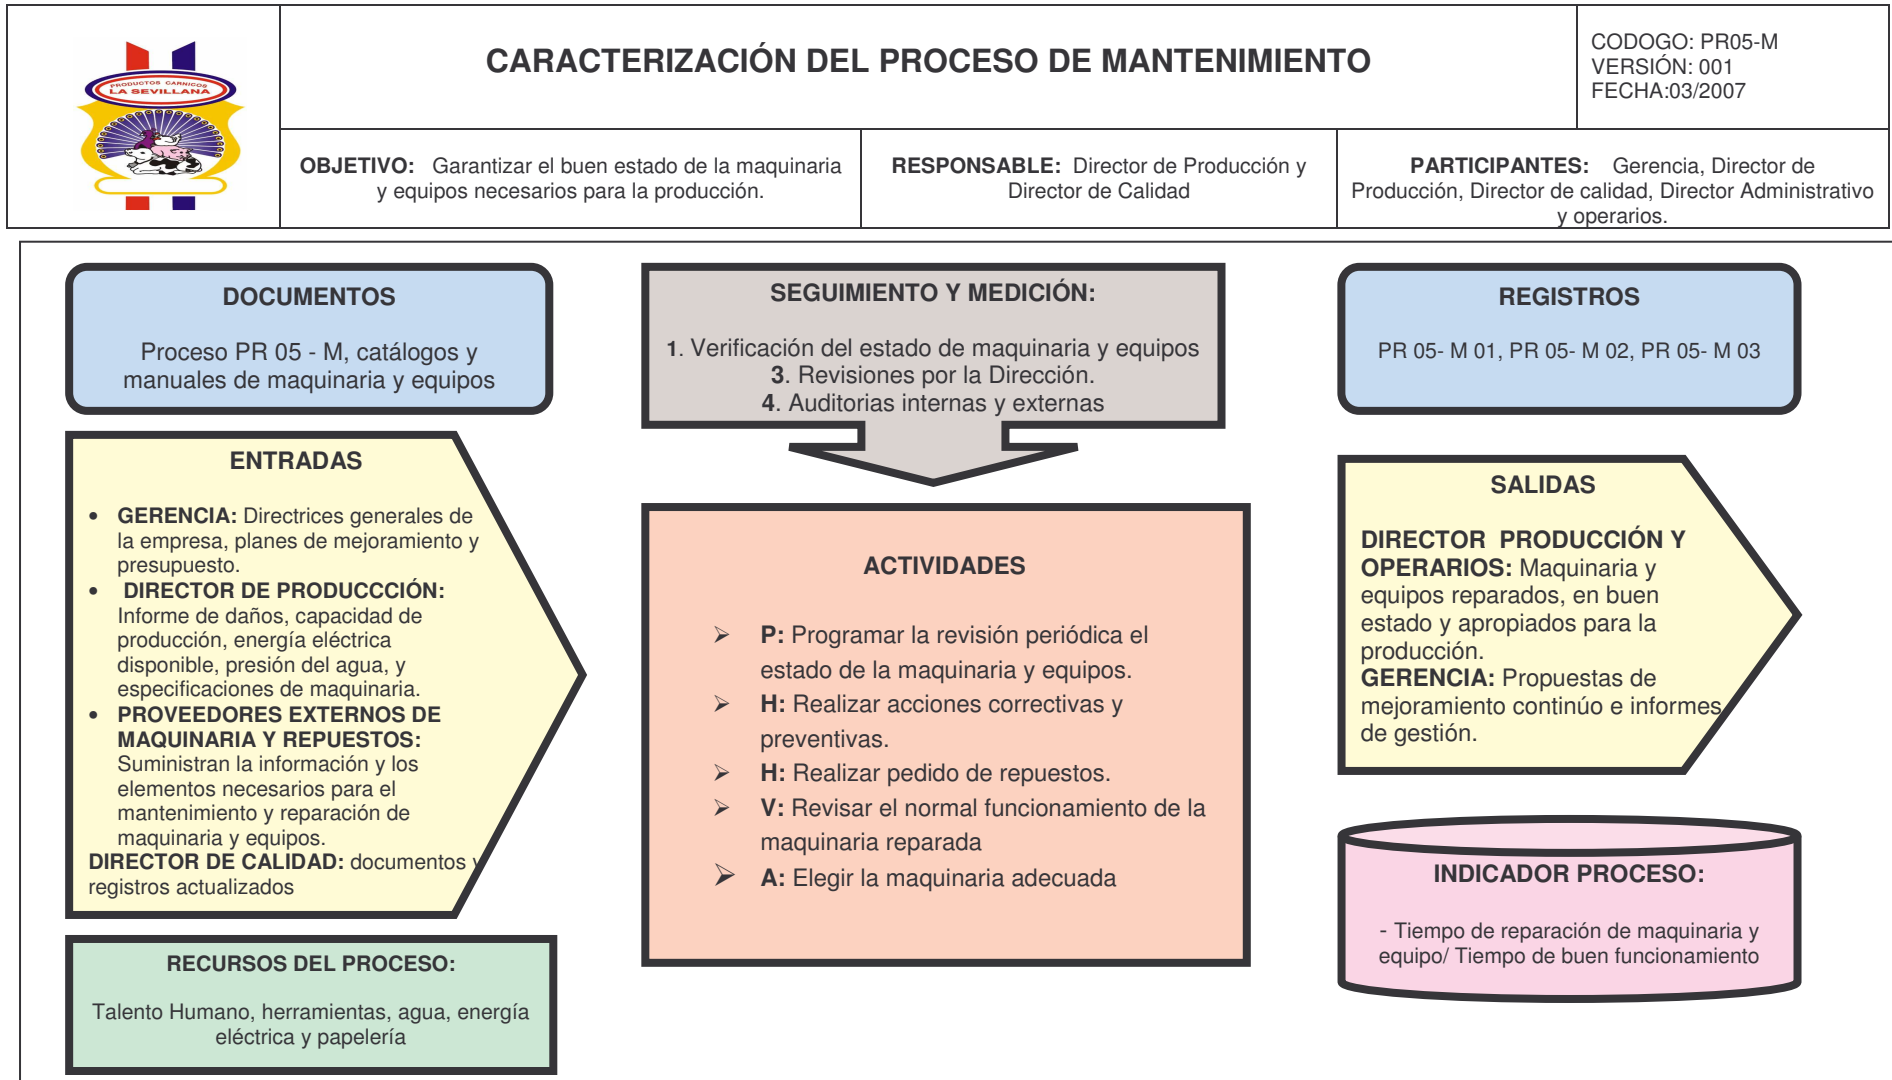 PRODUCTOS CARNICOS
LA SEVILLANA
CARACTERIZACIÓN DEL PROCESO DE MANTENIMIENTO
CODOGO: PR05-M
VERSIÓN: 001
FECHA:03/2007
OBJETIVO: Garantizar el buen estado de la maquinaria
y equipos necesarios para la producción.
RESPONSABLE: Director de Producción y
Director de Calidad
PARTICIPANTES: Gerencia, Director de
Producción, Director de calidad, Director Administrativo
y operarios.
DOCUMENTOS
Proceso PR 05 - M, catálogos y
manuales de maquinaria y equipos
SEGUIMIENTO Y MEDICIÓN:
1. Verificación del estado de maquinaria y equipos
3. Revisiones por la Dirección.
4. Auditorias internas y externas
REGISTROS
PR 05- M 01, PR 05- M 02, PR 05- M 03
ENTRADAS
• GERENCIA: Directrices generales de
la empresa, planes de mejoramiento y
presupuesto.
• DIRECTOR DE PRODUCCCIÓN:
Informe de daños, capacidad de
producción, energía eléctrica
disponible, presión del agua, y
especificaciones de maquinaria.
• PROVEEDORES EXTERNOS DE
MAQUINARIA Y REPUESTOS:
Suministran la información y los
elementos necesarios para el
mantenimiento y reparación de
maquinaria y equipos.
DIRECTOR DE CALIDAD: documentos y
registros actualizados
ACTIVIDADES
➢ P: Programar la revisión periódica el
estado de la maquinaria y equipos.
➢ H: Realizar acciones correctivas y
preventivas.
➢ H: Realizar pedido de repuestos.
➢ V: Revisar el normal funcionamiento de la
maquinaria reparada
➢ A: Elegir la maquinaria adecuada
SALIDAS
DIRECTOR PRODUCCIÓN Y
OPERARIOS: Maquinaria y
equipos reparados, en buen
estado y apropiados para la
producción.
GERENCIA: Propuestas de
mejoramiento continúo e informes
de gestión.
INDICADOR PROCESO:
- Tiempo de reparación de maquinaria y
equipo/ Tiempo de buen funcionamiento
RECURSOS DEL PROCESO:
Talento Humano, herramientas, agua, energía
eléctrica y papelería